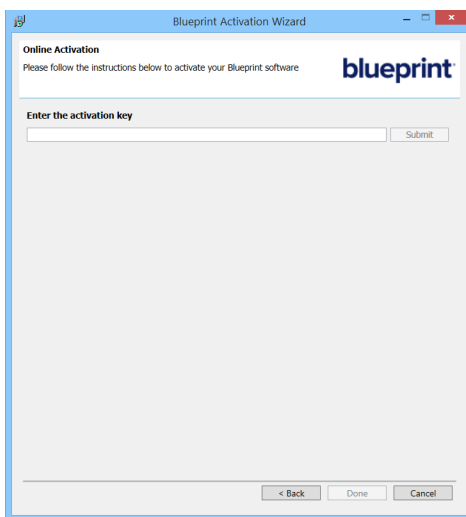 Blueprint Activation Wizard
Online Activation
Please follow the instructions below to activate your Blueprint software
blueprint
Enter the activation key
Submit
< Back
Done
Cancel